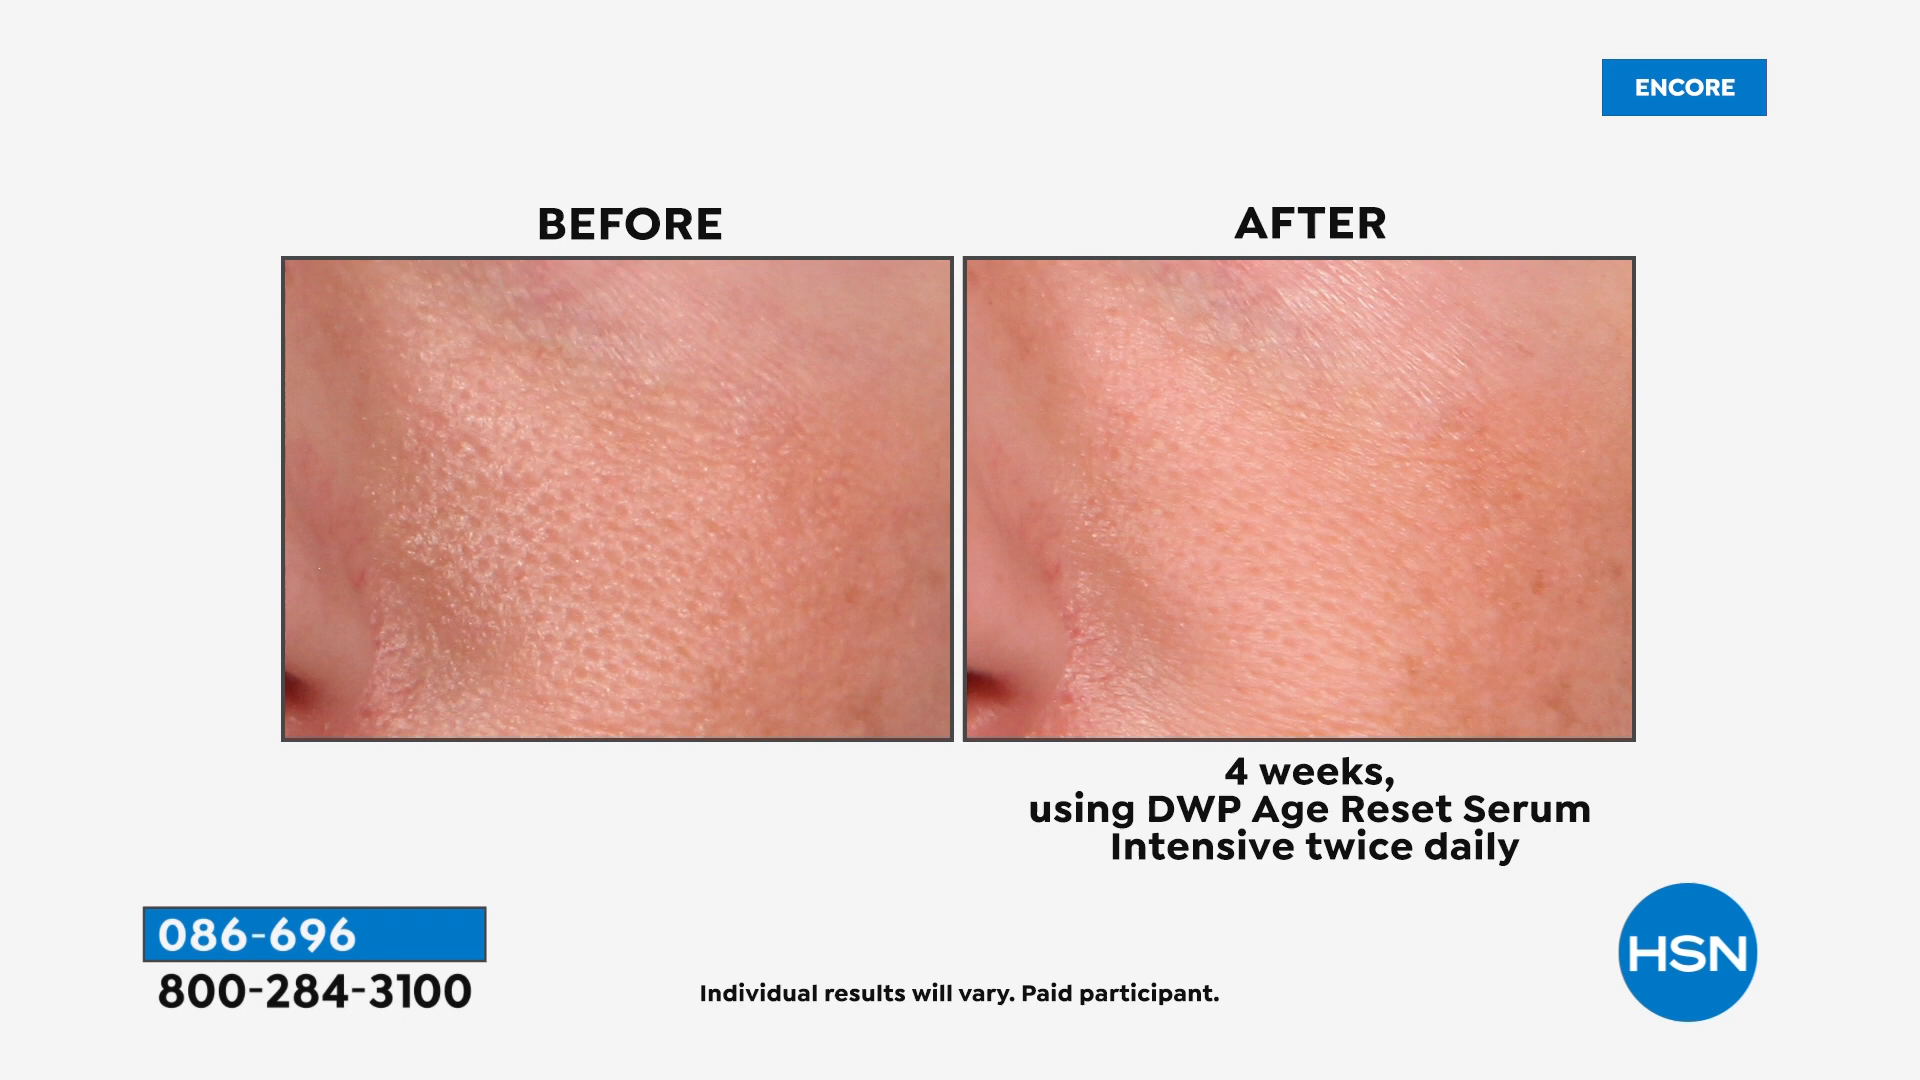 ENCORE
BEFORE
AFTER
4 weeks,
using DWP Age Reset Serum
Intensive twice daily
086-696
800-284-3100
Individual results will vary. Paid participant.
HSN